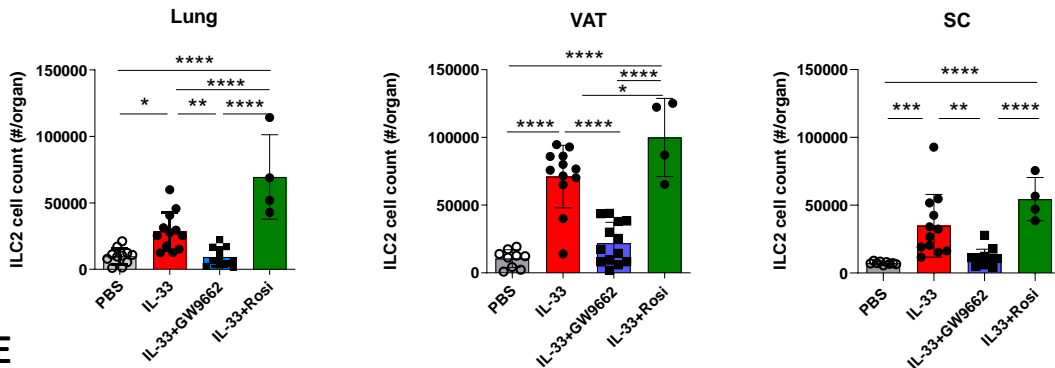 Lung
****
****
* ** ****
ILC2 cell count (#/organ)
150000
100000
50000
0
PBS
IL-33
IL-33+GW9662
IL-33+Rosi
VAT
****
****
*
**** ****
ILC2 cell count (#/organ)
150000
100000
50000
0
PBS
IL-33
IL-33+GW9662
IL-33+Rosi
SC
****
*** ** ****
ILC2 cell count (#/organ)
150000
100000
50000
0
PBS
IL-33
IL-33+GW9662
IL33+Rosi
E